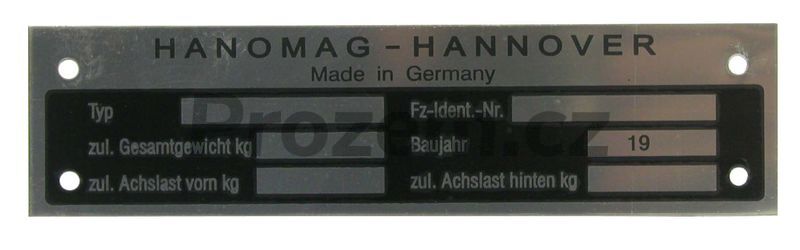 HANOMAG - HANNOVER
Made in Germany
Typ Fz-Ident.-Nr.
Prozem.cz
zul. Gesamtgewicht kg Baujahr 19
zul. Achslast vorn kg zul. Achslast hinten kg